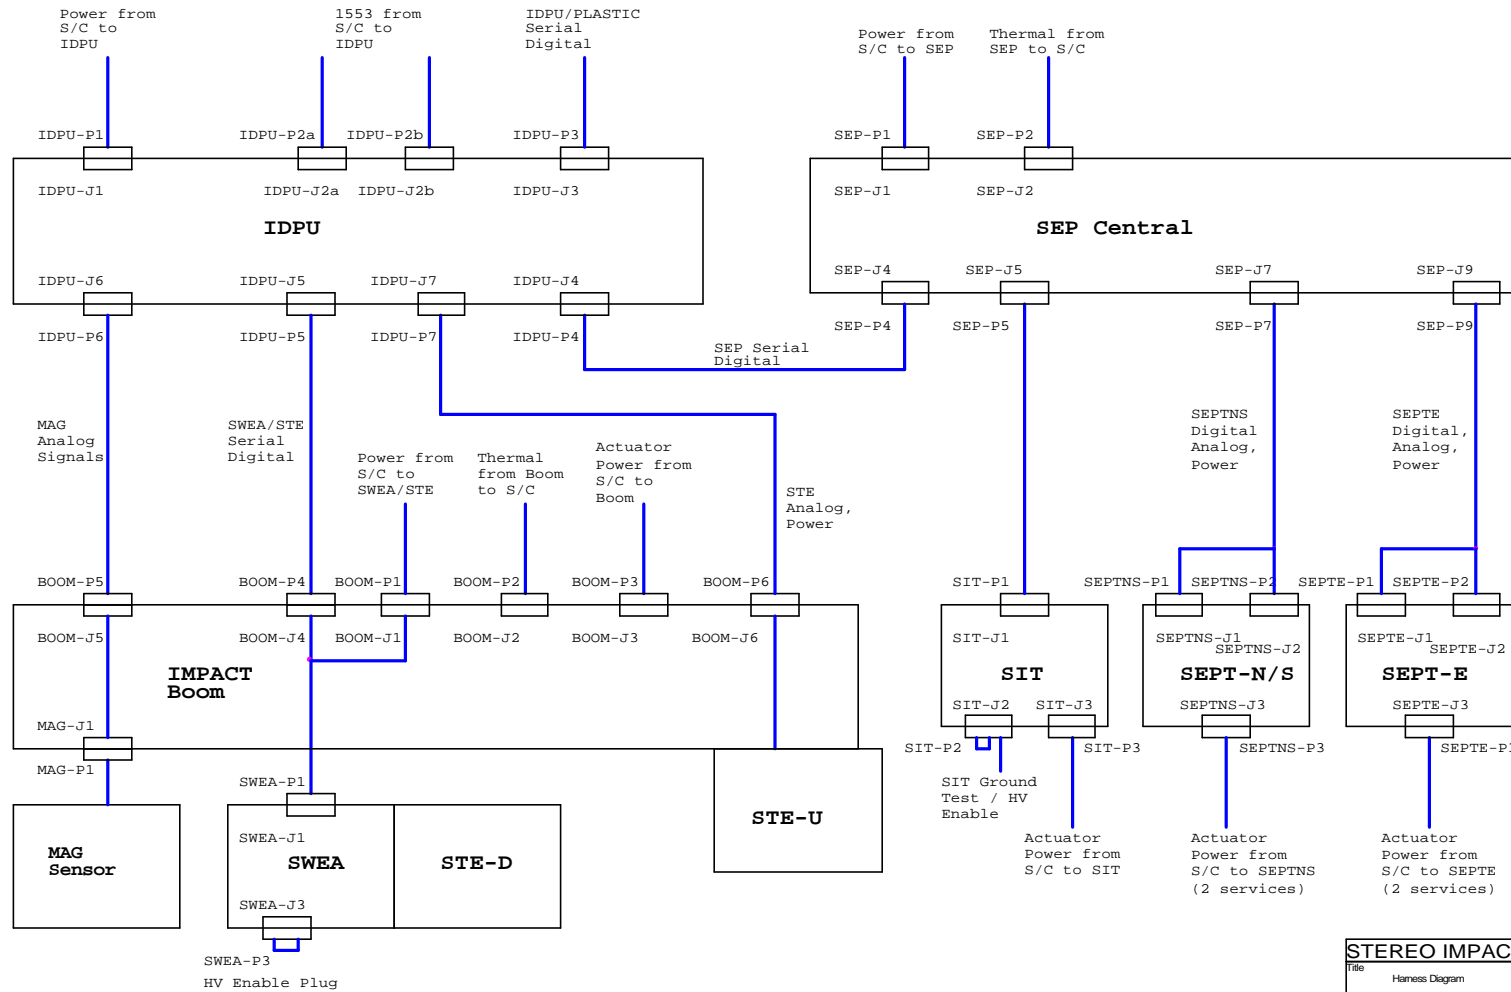 Power from
S/C to
IDPU
1553 from
S/C to
IDPU
IDPU/PLASTIC
Serial
Digital
Power from
S/C to SEP
Thermal from
SEP to S/C
IDPU-P1
IDPU-P2a
IDPU-P2b
IDPU-P3
SEP-P1
SEP-P2
IDPU-J1
IDPU-J2a
IDPU-J2b
IDPU-J3
SEP-J1
SEP-J2
IDPU
SEP Central
IDPU-J6
IDPU-J5
IDPU-J7
IDPU-J4
SEP-J4
SEP-J5
SEP-J7
SEP-J9
IDPU-P6
IDPU-P5
IDPU-P7
IDPU-P4
SEP-P4
SEP-P5
SEP-P7
SEP-P9
SEP Serial
Digital
MAG
Analog
Signals
SWEA/STE
Serial
Digital
Power from
S/C to
SWEA/STE
Thermal
from Boom
to S/C
Actuator
Power from
S/C to
Boom
STE
Analog,
Power
SEPTNS
Digital
Analog,
Power
SEPTE
Digital,
Analog,
Power
BOOM-P5
BOOM-P4
BOOM-P1
BOOM-P2
BOOM-P3
BOOM-P6
SIT-P1
SEPTNS-P1
SEPTNS-P2
SEPTE-P1
SEPTE-P2
BOOM-J5
BOOM-J4
BOOM-J1
BOOM-J2
BOOM-J3
BOOM-J6
SIT-J1
SEPTNS-J1
SEPTNS-J2
SEPTE-J1
SEPTE-J2
IMPACT
Boom
SIT
SEPT-N/S
SEPT-E
MAG-J1
SIT-J2
SIT-J3
SEPTNS-J3
SEPTE-J3
MAG-P1
SIT-P2
SIT-P3
SEPTNS-P3
SEPTE-P3
SWEA-P1
SIT Ground
Test / HV
Enable
SWEA-J1
MAG
Sensor
SWEA
STE-D
STE-U
Actuator
Power from
S/C to SIT
Actuator
Power from
S/C to SEPTNS
(2 services)
Actuator
Power from
S/C to SEPTE
(2 services)
SWEA-J3
SWEA-P3
HV Enable Plug
STEREO IMPAC
Title
Harness Diagram